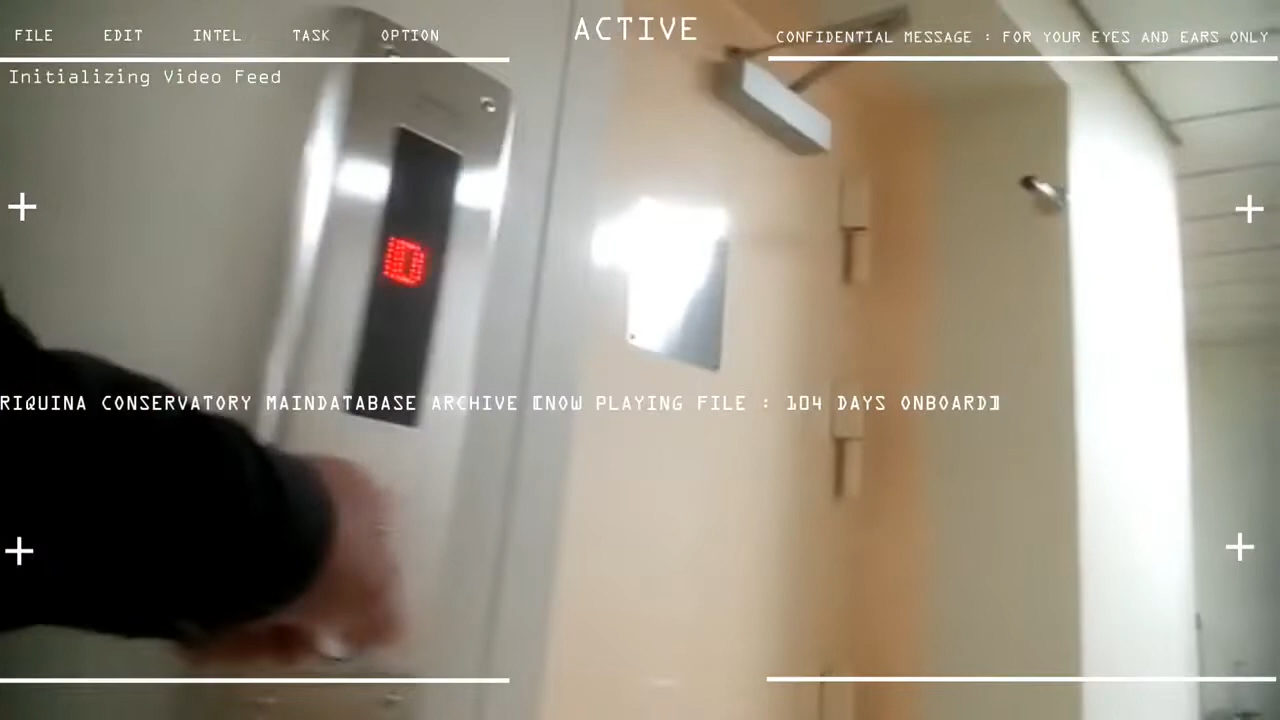 FILE EDIT INTEL TASK OPTION
ACTIVE
CONFIDENTIAL MESSAGE : FOR YOUR EYES AND EARS ONLY
Initializing Video Feed
RIQUINA CONSERVATORY MAINDATABASE ARCHIVE [NOW PLAYING FILE : 104 DAYS ONBOARD]